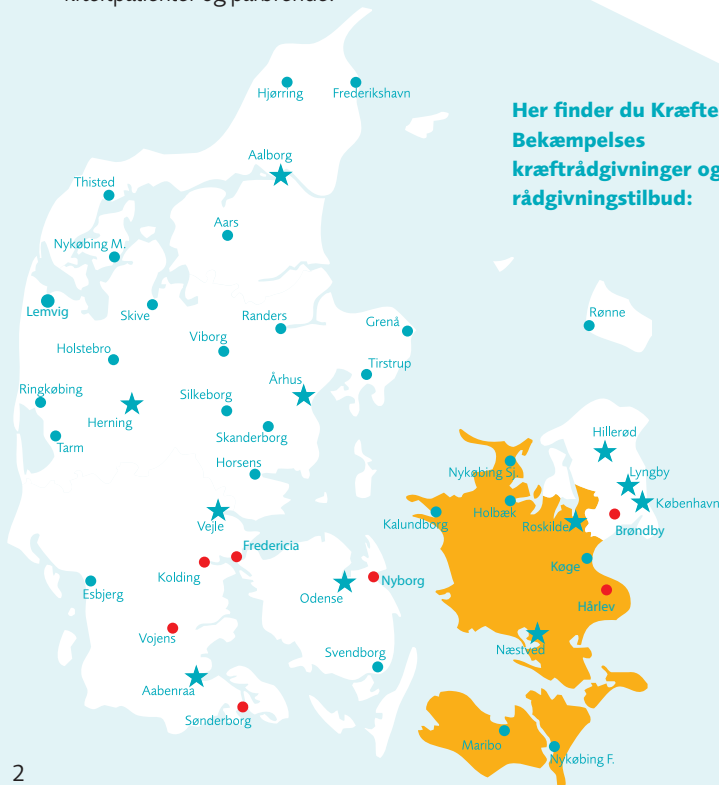 Hjørring
Frederikshavn
Her finder du Kræftens
Bekæmpelses
kræftrådgivninger og
rådgivningstilbud:
Aalborg
Thisted
Aars
Nykøbing M.
Lemvig
Skive
Randers
Grenå
Rønne
Viborg
Holstebro
Tirstrup
Århus
Ringkøbing
Silkeborg
Herning
Skanderborg
Tarm
Hillerød
Horsens
Nykøbing Sj.
Lyngby
København
Holbæk
Kalundborg
Roskilde
Brøndby
Vejle
Fredericia
Kolding
Køge
Nyborg
Esbjerg
Odense
Hårlev
Vojens
Næstved
Svendborg
Aabenraa
Sønderborg
Maribo
Nykøbing F.
2